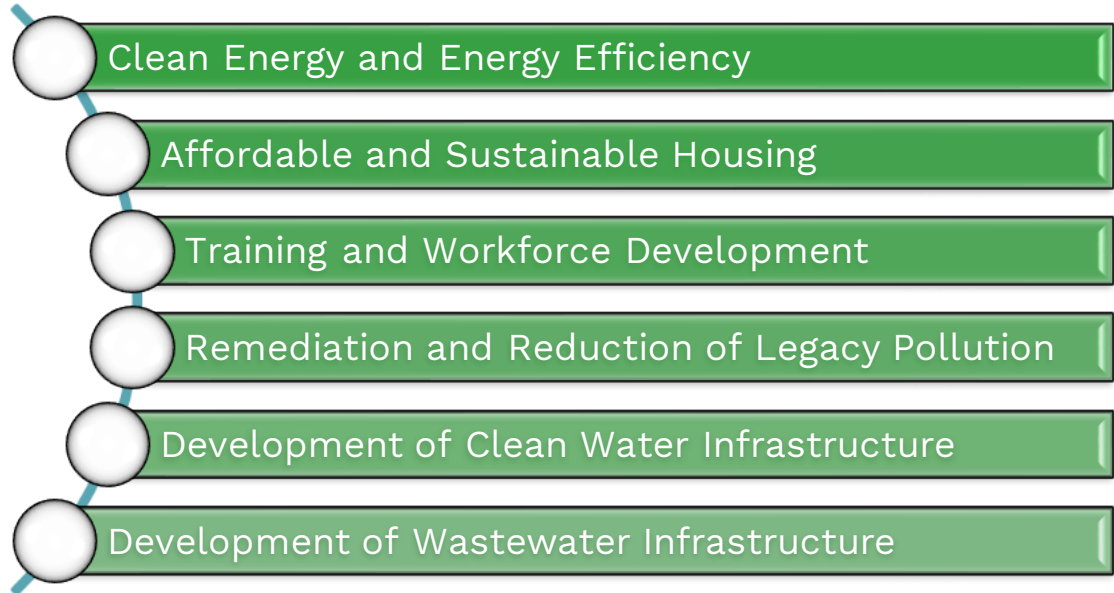 Clean Energy and Energy Efficiency
Affordable and Sustainable Housing
Training and Workforce Development
Remediation and Reduction of Legacy Pollution
Development of Clean Water Infrastructure
Development of Wastewater Infrastructure